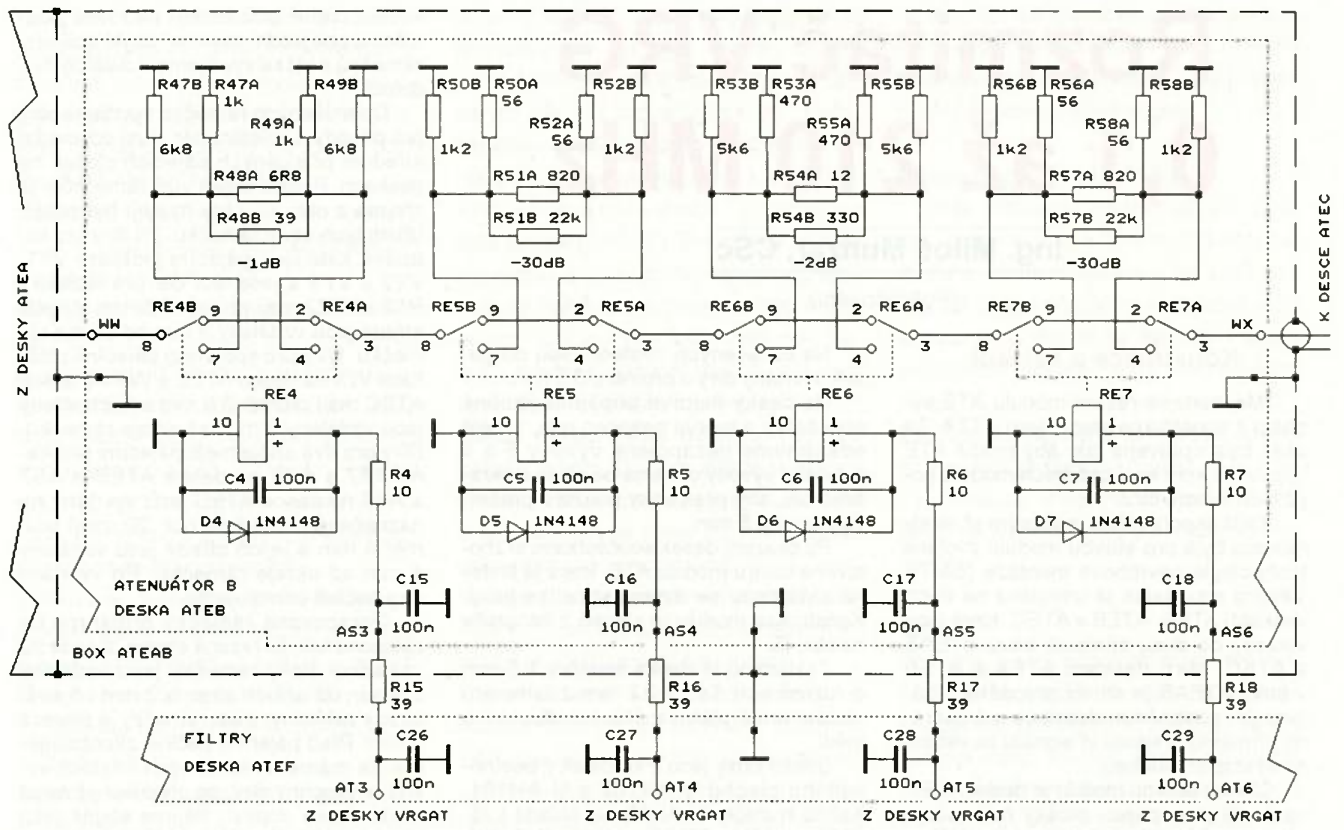 R47B R47A R49B R50B R50A R52B R53B R53A R55B R56B R56A R58B
1k 56 470 56
R49A R52A R55A R58A
1k 56 470 56
6k8 6k8 1k2 1k2 5k6 5k6 1k2 1k2
R48A 6R8 R51A 820 R54A 12 R57A 820
R48B 39 R51B 22k R54B 330 R57B 22k
-1dB -30dB -2dB -30dB
RE4B 9 2 RE4A RE5B 9 2 RE5A RE6B 9 2 RE6A RE7B 9 2 RE7A
WW WX
8 7 4 3 8 7 4 3 8 7 4 3 8 7 4 3
Z DESKY ATEA
K DESCE ATEC
RE4 RE5 RE6 RE7
10 1 10 1 10 1 10 1
+ + + +
C4 100n R4 C5 100n R5 C6 100n R6 C7 100n R7
10 10 10 10
D4 1N4148 D5 1N4148 D6 1N4148 D7 1N4148
ATENUÁTOR B
DESKA ATEB
C15 C16 C17 C18
100n 100n 100n 100n
AS3 AS4 AS5 AS6
BOX ATEAB
R15 R16 R17 R18
39 39 39 39
FILTRY
DESKA ATEF
C26 C27 C28 C29
100n 100n 100n 100n
AT3 AT4 AT5 AT6
Z DESKY VRGAT Z DESKY VRGAT Z DESKY VRGAT Z DESKY VRGAT